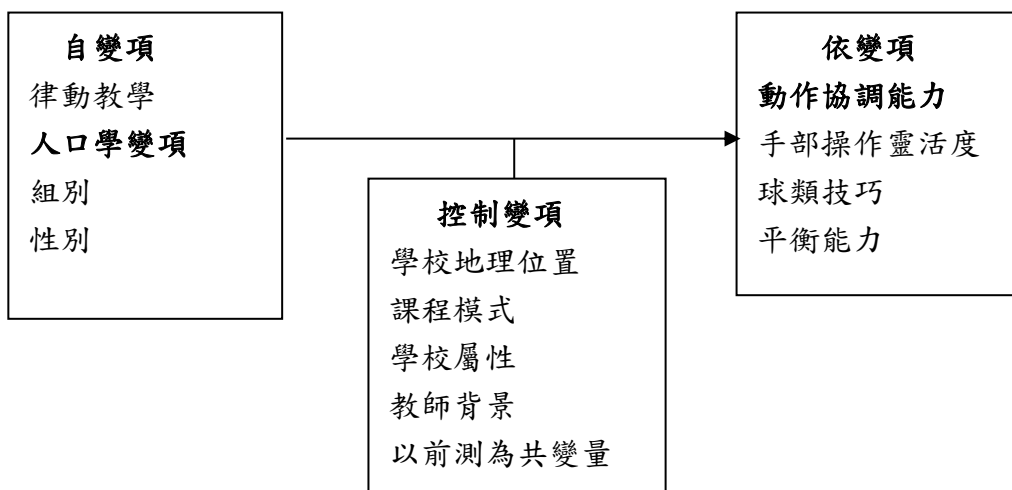 自變項
律動教學
人口學變項
組別
性別
依變項
動作協調能力
手部操作靈活度
球類技巧
平衡能力
控制變項
學校地理位置
課程模式
學校屬性
教師背景
以前測為共變量